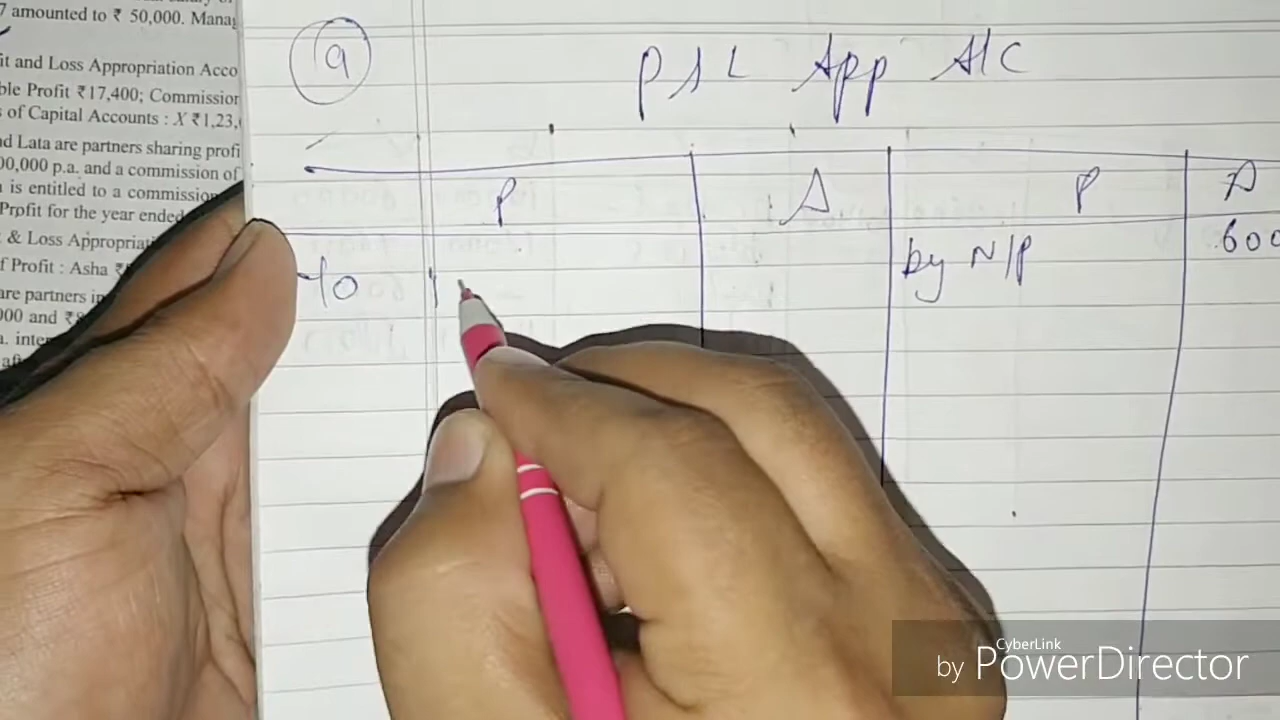 7 amounted to ₹ 50,000. Manag
it and Loss Appropriation Acco
ble Profit ₹17,400; Commission
s of Capital Accounts : X ₹1,23,
nd Lata are partners sharing profi
00,000 p.a. and a commission of
is entitled to a commission
Profit for the year ended
& Loss Appropriat
f Profit : Asha ₹
are partners in
000 and ₹
a. inter
aft
9
P & L App A/C
P A P A
by N/P 600
To
CyberLink
by PowerDirector